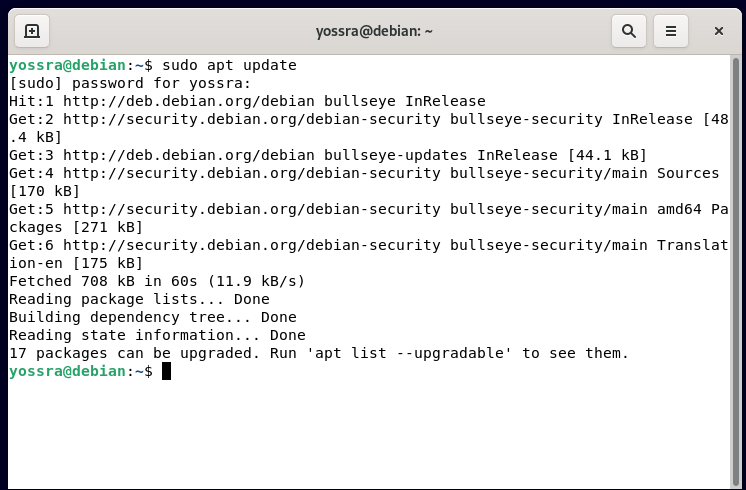 yossra@debian: ~
yossra@debian:~$ sudo apt update
[sudo] password for yossra:
Hit:1 http://deb.debian.org/debian bullseye InRelease
Get:2 http://security.debian.org/debian-security bullseye-security InRelease [48
.4 kB]
Get:3 http://deb.debian.org/debian bullseye-updates InRelease [44.1 kB]
Get:4 http://security.debian.org/debian-security bullseye-security/main Sources
[170 kB]
Get:5 http://security.debian.org/debian-security bullseye-security/main amd64 Pa
ckages [271 kB]
Get:6 http://security.debian.org/debian-security bullseye-security/main Translat
ion-en [175 kB]
Fetched 708 kB in 60s (11.9 kB/s)
Reading package lists... Done
Building dependency tree... Done
Reading state information... Done
17 packages can be upgraded. Run 'apt list --upgradable' to see them.
yossra@debian:~$